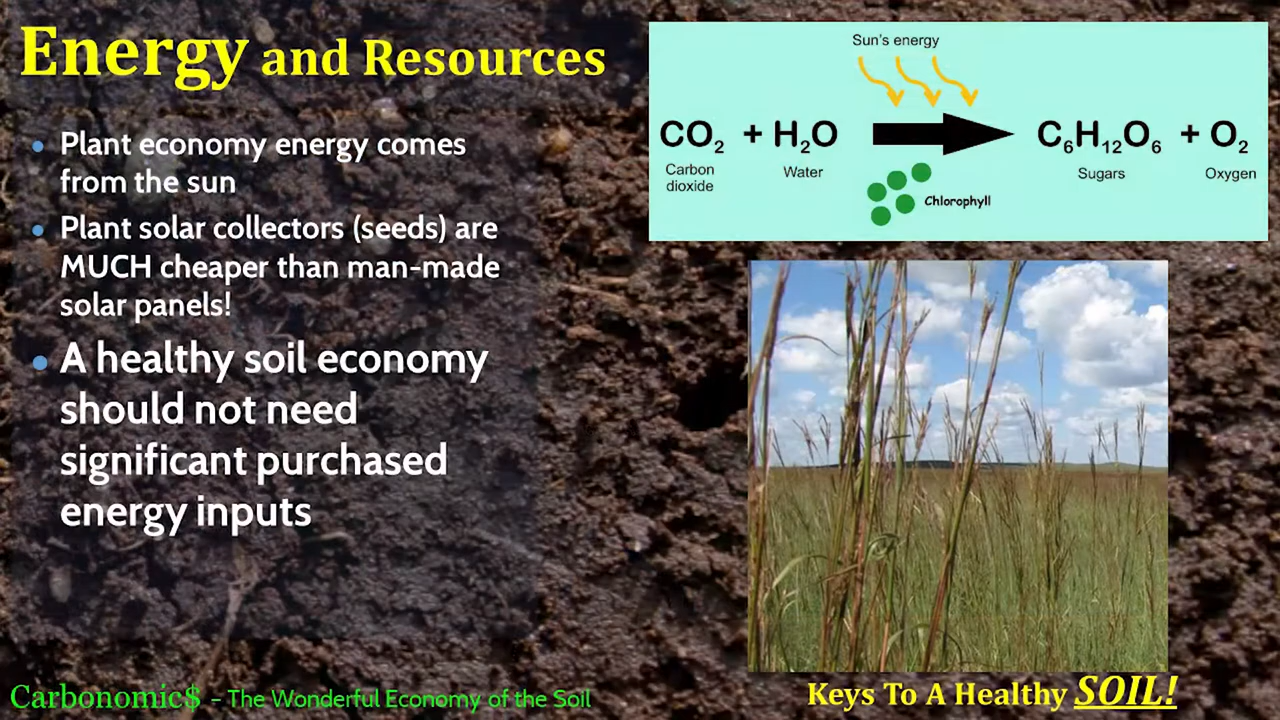 Energy and Resources
• Plant economy energy comes
from the sun
• Plant solar collectors (seeds) are
MUCH cheaper than man-made
solar panels!
• A healthy soil economy
should not need
significant purchased
energy inputs
Sun's energy
CO₂ + H₂O C₆H₁₂O₆ + O₂
Carbon
dioxide
Water
Sugars
Oxygen
Chlorophyll
Carbonomic$ – The Wonderful Economy of the Soil
Keys To A Healthy SOIL!